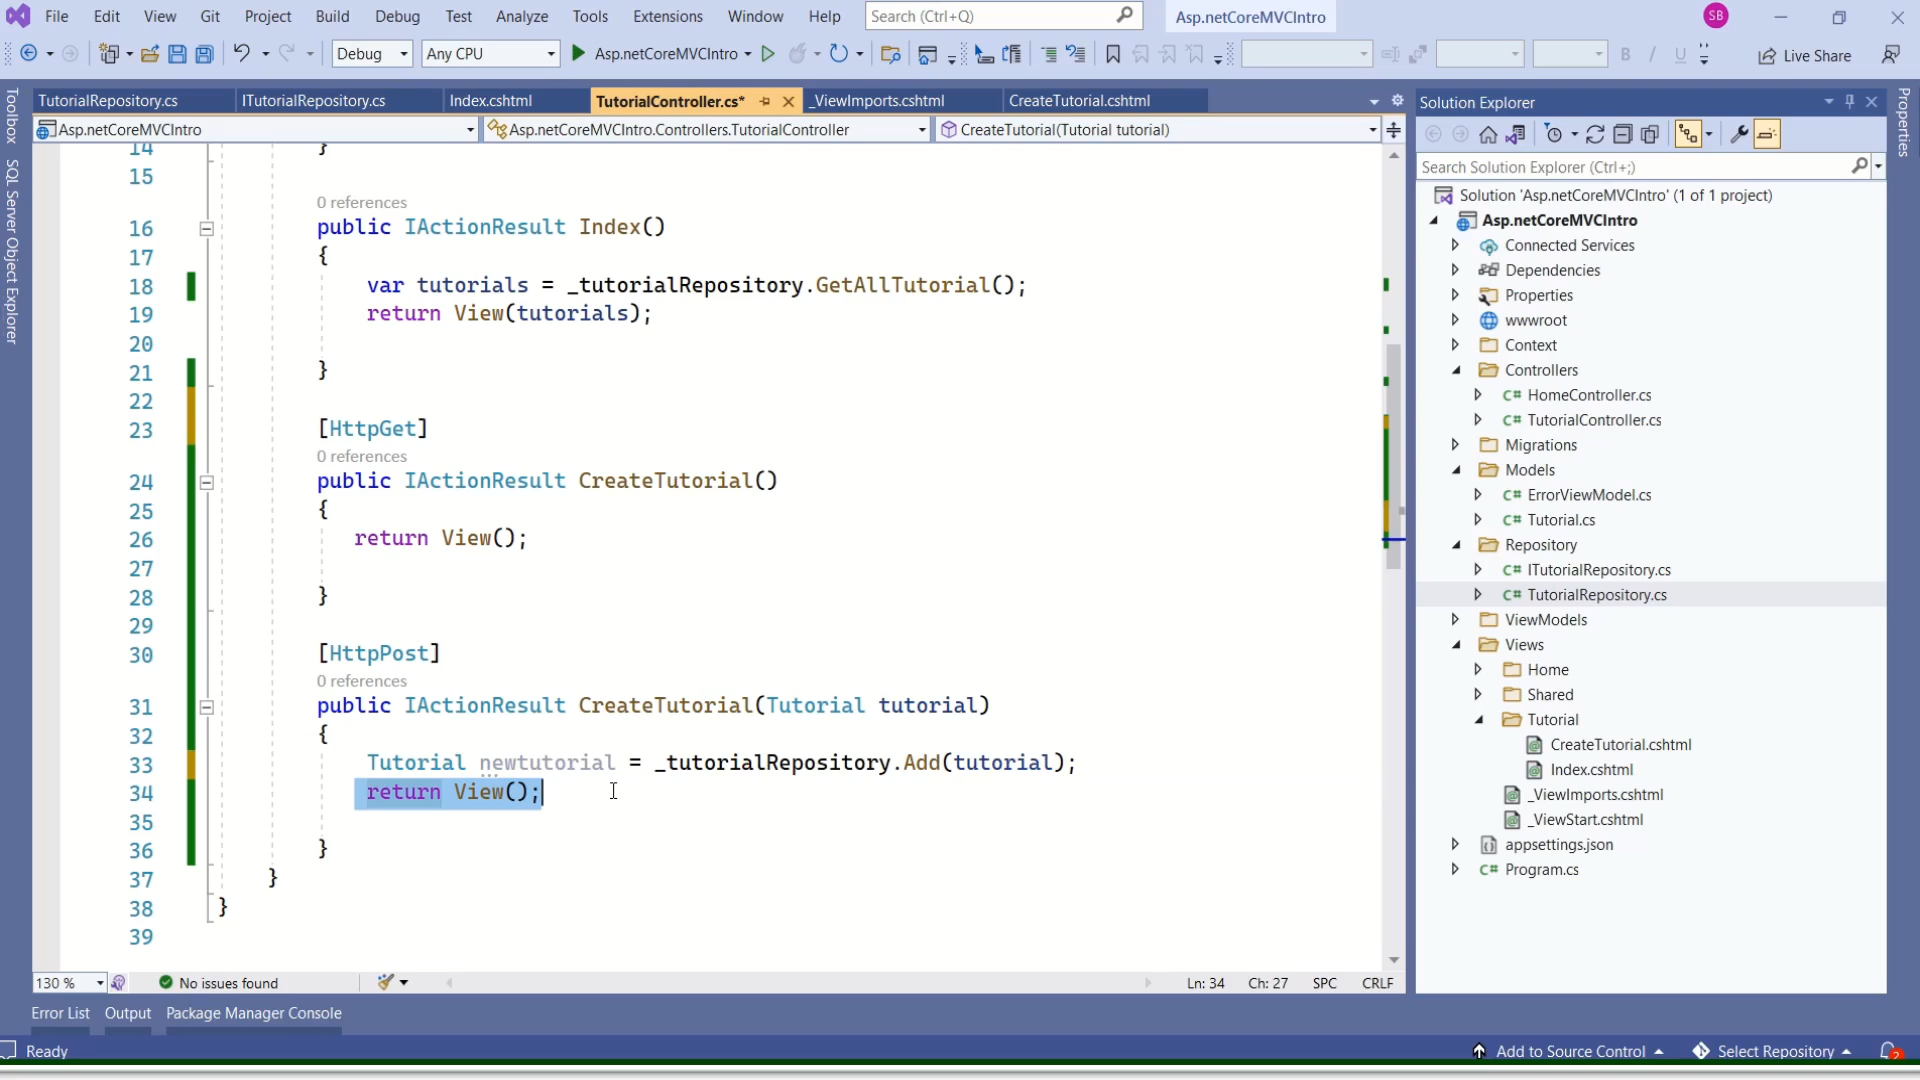 File Edit View Git Project Build Debug Test Analyze Tools Extensions Window Help Search (Ctrl+Q) Asp.netCoreMVCIntro SB
Debug Any CPU Asp.netCoreMVCIntro Live Share
Toolbox
SQL Server Object Explorer
TutorialRepository.cs ITutorialRepository.cs Index.cshtml TutorialController.cs* _ViewImports.cshtml CreateTutorial.cshtml
Asp.netCoreMVCIntro Asp.netCoreMVCIntro.Controllers.TutorialController CreateTutorial(Tutorial tutorial)
14 }
15
0 references
16 public IActionResult Index()
17 {
18 var tutorials = _tutorialRepository.GetAllTutorial();
19 return View(tutorials);
20
21 }
22
23 [HttpGet]
0 references
24 public IActionResult CreateTutorial()
25 {
26 return View();
27
28 }
29
30 [HttpPost]
0 references
31 public IActionResult CreateTutorial(Tutorial tutorial)
32 {
33 Tutorial newtutorial = _tutorialRepository.Add(tutorial);
34 return View();
35
36 }
37 }
38 }
39
130 % No issues found Ln: 34 Ch: 27 SPC CRLF
Solution Explorer
Search Solution Explorer (Ctrl+;)
Solution 'Asp.netCoreMVCIntro' (1 of 1 project)
Asp.netCoreMVCIntro
Connected Services
Dependencies
Properties
wwwroot
Context
Controllers
C# HomeController.cs
C# TutorialController.cs
Migrations
Models
C# ErrorViewModel.cs
C# Tutorial.cs
Repository
C# ITutorialRepository.cs
C# TutorialRepository.cs
ViewModels
Views
Home
Shared
Tutorial
CreateTutorial.cshtml
Index.cshtml
_ViewImports.cshtml
_ViewStart.cshtml
appsettings.json
C# Program.cs
Properties
Error List Output Package Manager Console
Ready Add to Source Control Select Repository 2